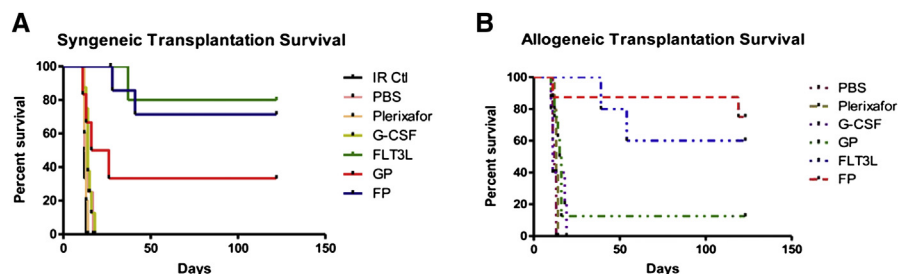 A
Syngeneic Transplantation Survival
Percent survival
100
80
60
40
20
0
0 50 100 150
Days
IR Ctl
PBS
Plerixafor
G-CSF
FLT3L
GP
FP
B
Allogeneic Transplantation Survival
Percent survival
100
80
60
40
20
0
0 50 100 150
Days
PBS
Plerixafor
G-CSF
GP
FLT3L
FP